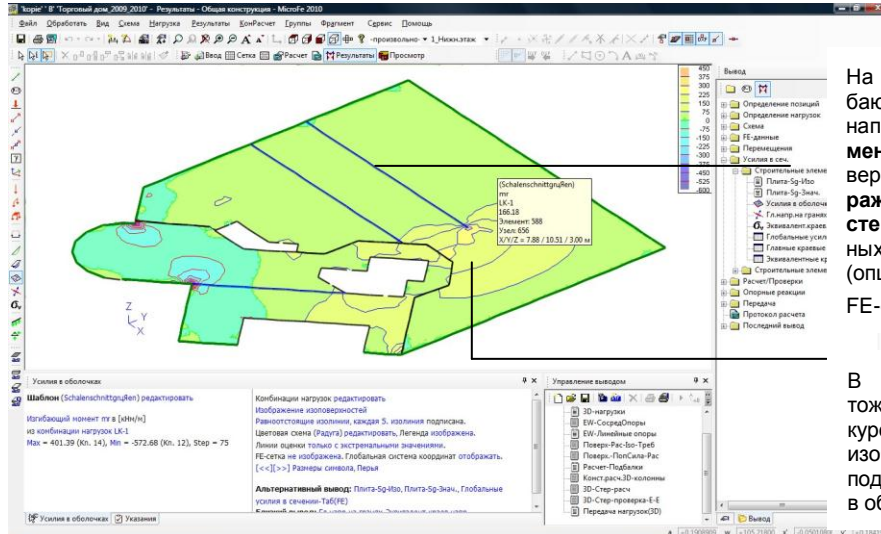 'kopie' ' B' 'Торговый дом_2009_2010' - Результаты - Общая конструкция - MicroFe 2010
Файл Обработать Вид Схема Нагрузка Результаты КонРасчет Группы Фрагмент Сервис Помощь
-произвольно- 1_Нижн.этаж
Ввод Сетка Расчет Результаты Просмотр
450
375
300
225
150
75
0
-75
-150
-225
-300
-375
-450
-525
-600
(Schalenschnittgrцяen)
mr
LK-1
166.18
Элемент: 588
Узел: 656
X/Y/Z = 7.88 / 10.51 / 3.00 м
Z
Y
X
Вывод
Определение позиций
Определение нагрузок
Схема
FE-данные
Перемещения
Усилия в сеч.
Строительные элеме
Плита-Sg-Изо
Плита-Sg-Знач.
Усилия в оболочк
Гл.напр.на гранях
Эквивалент.краев
Глобальные усил
Главные краевые
Эквивалентные кр
Строительные элеме
Расчет/Проверки
Опорные реакции
Передача
Протокол расчета
Последний вывод
Вывод
Усилия в оболочках
Шаблон (Schalenschnittgrцяen) редактировать
Изгибающий момент mr в [кНм/м]
из комбинации нагрузок LK-1
Max = 401.39 (Кп. 14), Min = -572.68 (Кп. 12), Step = 75
Комбинации нагрузок редактировать
Изображение изоповерхностей
Равноотстоящие изолинии, каждая 5. изолиния подписана.
Цветовая схема (Радуга) редактировать, Легенда изображена.
Линии оценки только с экстремальными значениями.
FE-сетка не изображена. Глобальная система координат отображать.
[<<][>>] Размеры символа, Перья
Альтернативный вывод: Плита-Sg-Изо, Плита-Sg-Знач., Глобальные
усилия в сечении-Таб(FE)
Усилия в оболочках Указания
Управление выводом
3D-нагрузки
EW-СосредОпоры
EW-Линейные опоры
Поверх-Рас-Iso-Треб
Поверх.-ПопСила-Рас
Расчет-Подбалки
Конст.расч.3D-колонны
3D-Стер-расч
3D-Стер-проверка-E-E
Передача нагрузок(3D)
На
баю
нап
мен
вер
раж
сте
ных
(опц
FE-
В
тож
курс
изо
под
в об